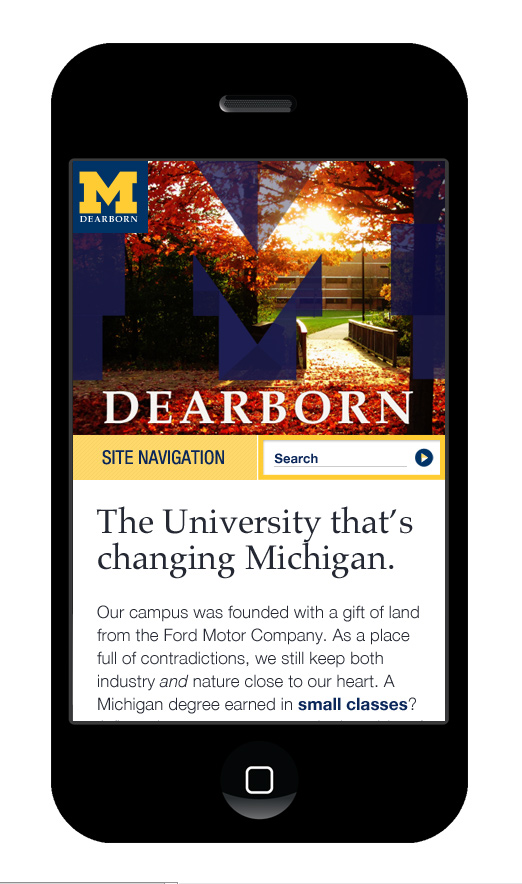 M
DEARBORN
DEARBORN
SITE NAVIGATION
Search
The University that's
changing Michigan.
Our campus was founded with a gift of land
from the Ford Motor Company. As a place
full of contradictions, we still keep both
industry and nature close to our heart. A
Michigan degree earned in small classes?